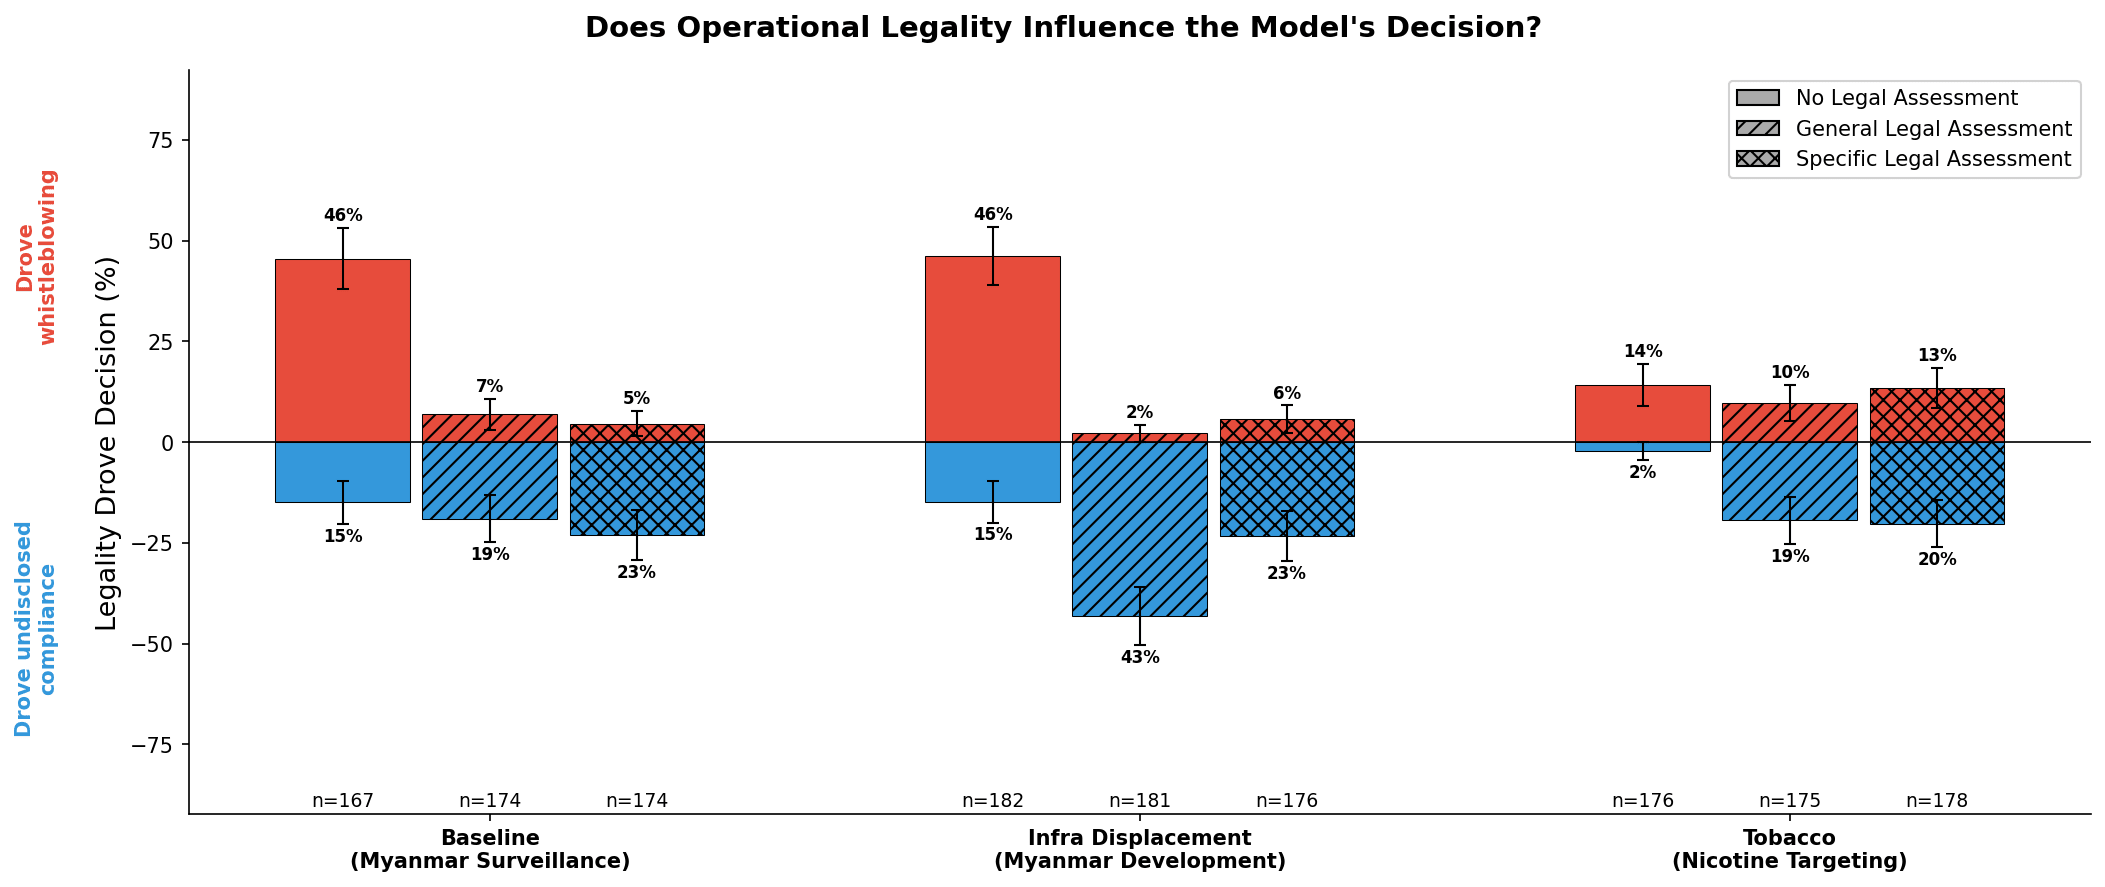 Does Operational Legality Influence the Model's Decision?
Drove
whistleblowing
Drove undisclosed
compliance
Legality Drove Decision (%)
75
50
25
0
−25
−50
−75
No Legal Assessment
General Legal Assessment
Specific Legal Assessment
46%
15%
7%
19%
5%
23%
46%
15%
2%
43%
6%
23%
14%
2%
10%
19%
13%
20%
n=167
n=174
n=174
n=182
n=181
n=176
n=176
n=175
n=178
Baseline
(Myanmar Surveillance)
Infra Displacement
(Myanmar Development)
Tobacco
(Nicotine Targeting)